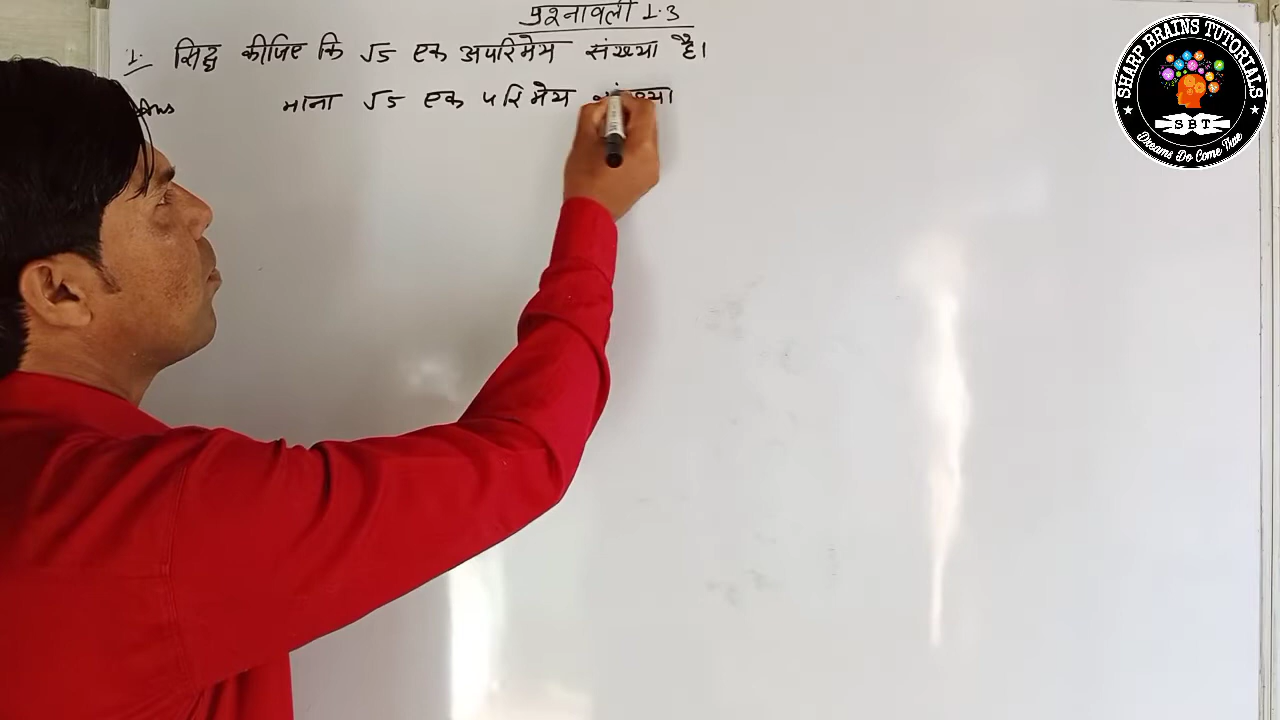 प्रश्नावली 1.3
1. सिद्ध कीजिए कि √5 एक अपरिमेय संख्या है।
Ans माना √5 एक परिमेय संख्या
SHARP BRAINS TUTORIALS
SBT
Dreams Do Come True